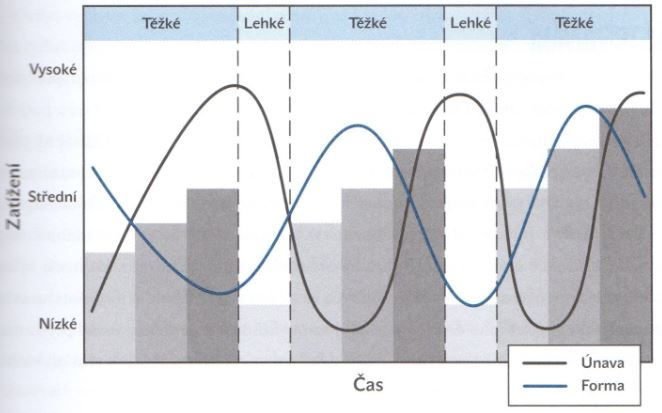 Těžké Lehké Těžké Lehké Těžké
Vysoké
Střední
Nízké
Zatížení
Čas
Únava
Forma